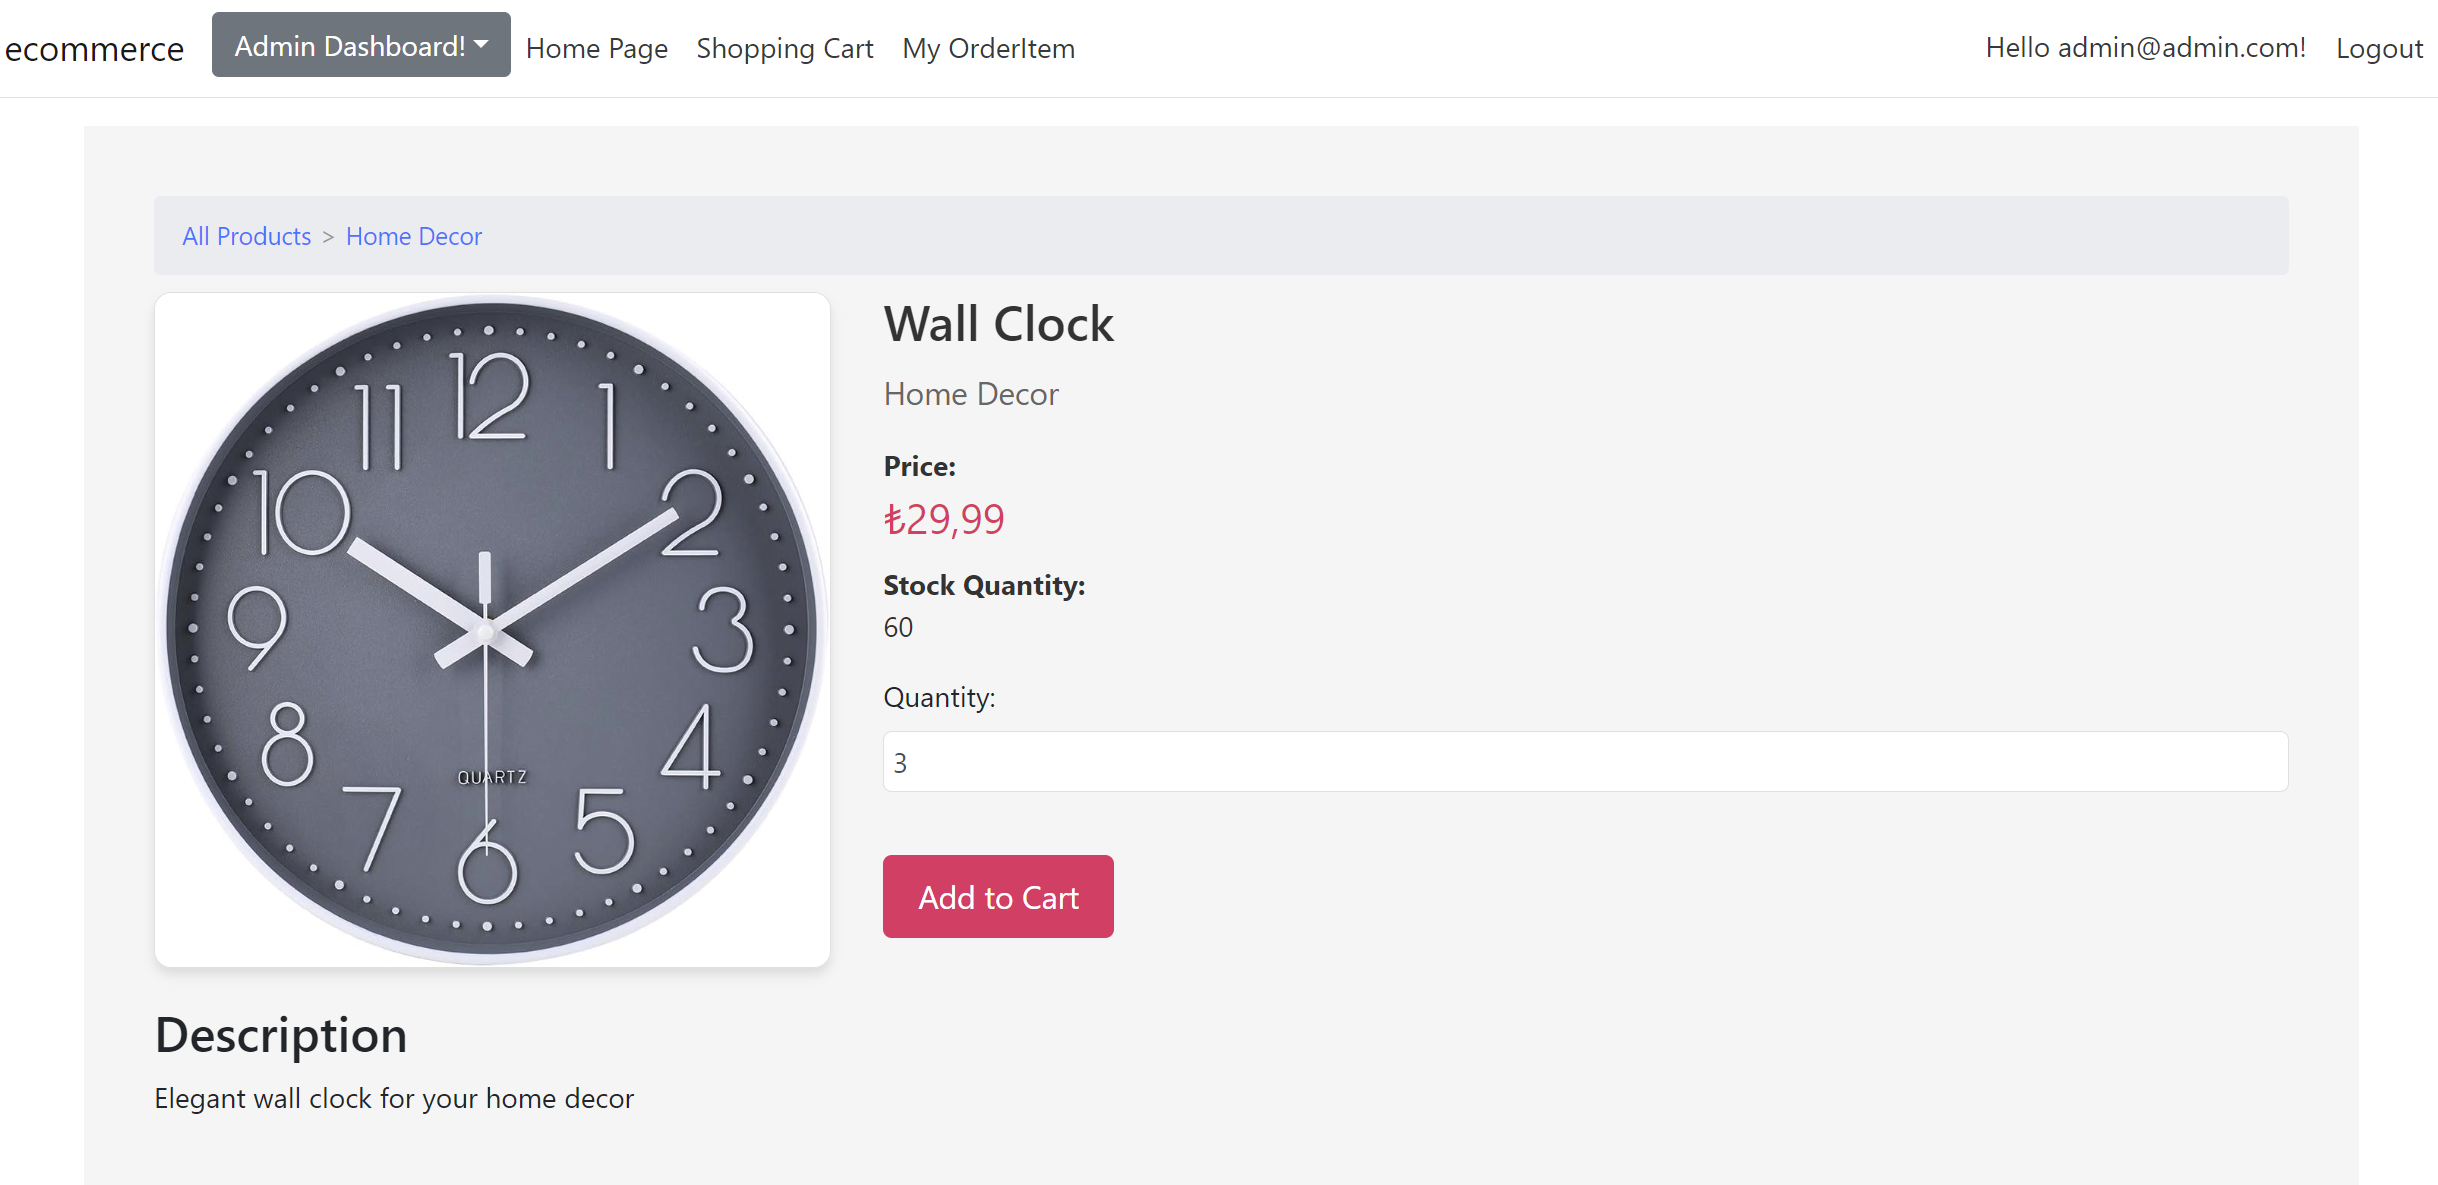 ecommerce Admin Dashboard! Home Page Shopping Cart My OrderItem Hello admin@admin.com! Logout
All Products > Home Decor
12
11 1
10 2
9 3
8 4
QUARTZ
7 5
6
Wall Clock
Home Decor
Price:
₺29,99
Stock Quantity:
60
Quantity:
3
Add to Cart
Description
Elegant wall clock for your home decor